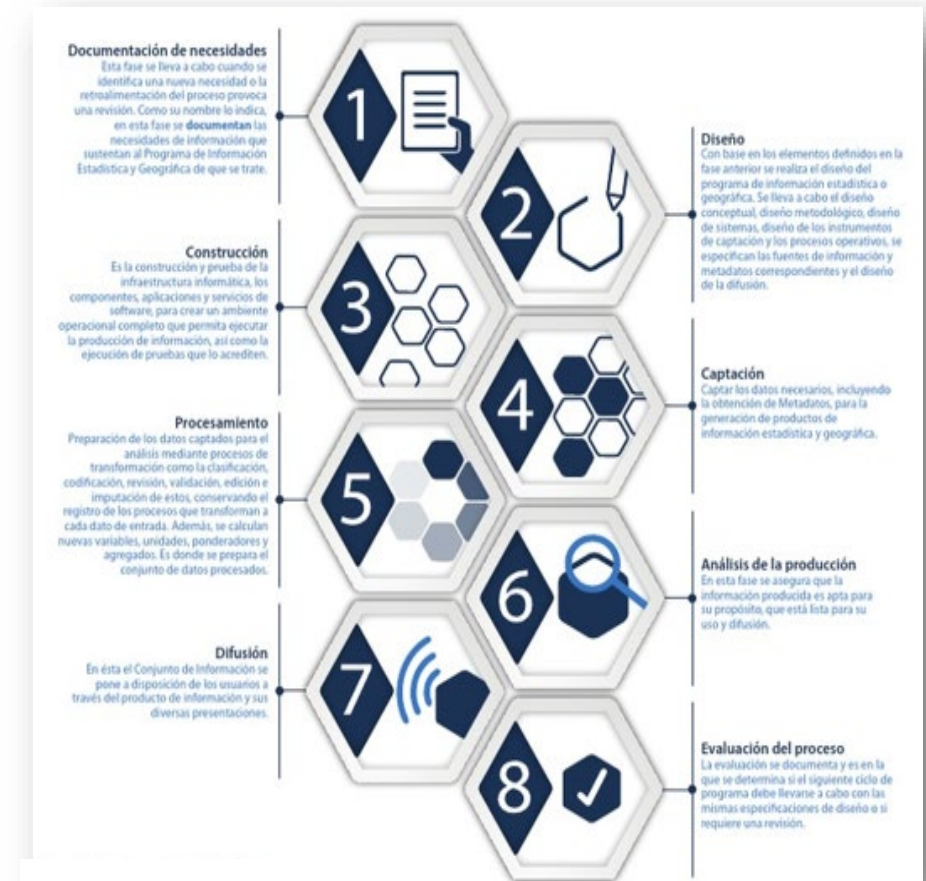 Documentación de necesidades
Esta fase se lleva a cabo cuando se
identifica una nueva necesidad o la
retroalimentación del proceso provoca
una revisión. Como su nombre lo indica,
en esta fase se documentan las
necesidades de información que
sustentan al Programa de Información
Estadística y Geográfica de que se trate.
1
2
Diseño
Con base en los elementos definidos en la
fase anterior se realiza el diseño del
programa de información estadística o
geográfica. Se lleva a cabo el diseño
conceptual, diseño metodológico, diseño
de sistemas, diseño de los instrumentos
de captación y los procesos operativos, se
especifican las fuentes de información y
metadatos correspondientes y el diseño
de la difusión.
Construcción
Es la construcción y prueba de la
infraestructura informática, los
componentes, aplicaciones y servicios de
software, para crear un ambiente
operacional completo que permita ejecutar
la producción de información, así como la
ejecución de pruebas que lo acrediten.
3
4
Captación
Captar los datos necesarios, incluyendo
la obtención de Metadatos, para la
generación de productos de
información estadística y geográfica.
Procesamiento
Preparación de los datos captados para el
análisis mediante procesos de
transformación como la clasificación,
codificación, revisión, validación, edición e
imputación de estos, conservando el
registro de los procesos que transforman a
cada dato de entrada. Además, se calculan
nuevas variables, unidades, ponderadores y
agregados. Es donde se prepara el
conjunto de datos procesados.
5
6
Análisis de la producción
En esta fase se asegura que la
información producida es apta para
su propósito, que está lista para su
uso y difusión.
Difusión
En ésta el Conjunto de Información se
pone a disposición de los usuarios a
través del producto de información y sus
diversas presentaciones.
7
8
Evaluación del proceso
La evaluación se documenta y es en la
que se determina si el siguiente ciclo de
programa debe llevarse a cabo con las
mismas especificaciones de diseño o si
requiere una revisión.